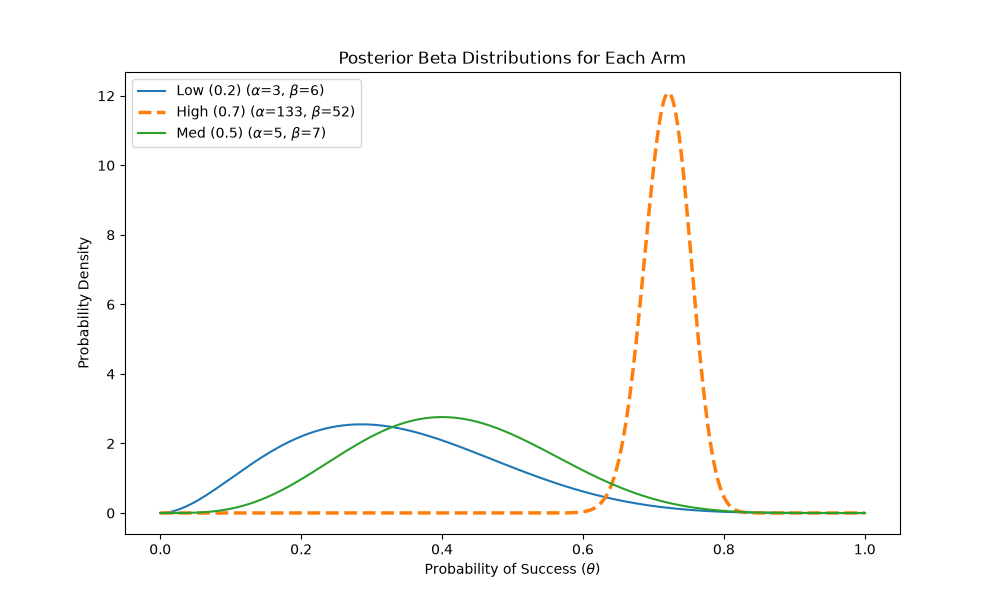 Posterior Beta Distributions for Each Arm
Low (0.2) (α=3, β=6)
High (0.7) (α=133, β=52)
Med (0.5) (α=5, β=7)
Probability Density
12
10
8
6
4
2
0
0.0 0.2 0.4 0.6 0.8 1.0
Probability of Success (θ)